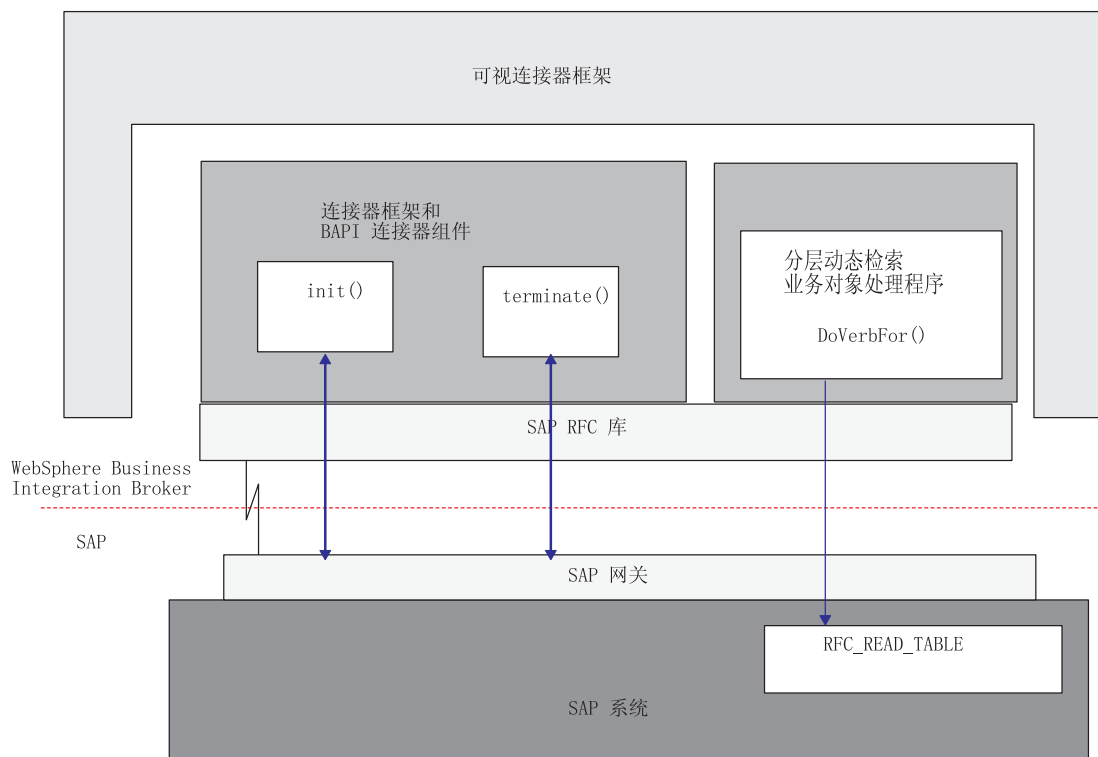 可视连接器框架
连接器框架和
BAPI 连接器组件
init()
terminate()
分层动态检索
业务对象处理程序
DoVerbFor()
SAP RFC 库
WebSphere Business
Integration Broker
SAP
SAP 网关
RFC_READ_TABLE
SAP 系统